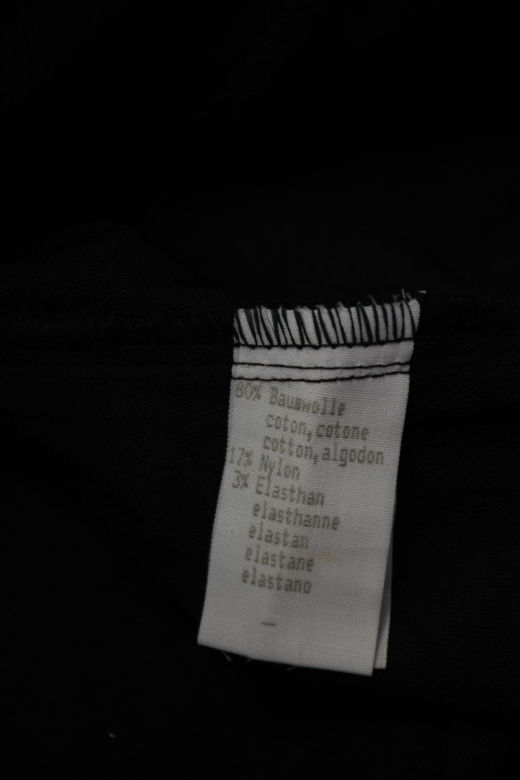 80% Baumwolle
coton, cotone
cotton, algodon
17% Nylon
3% Elasthan
elasthanne
elastan
elastane
elastano